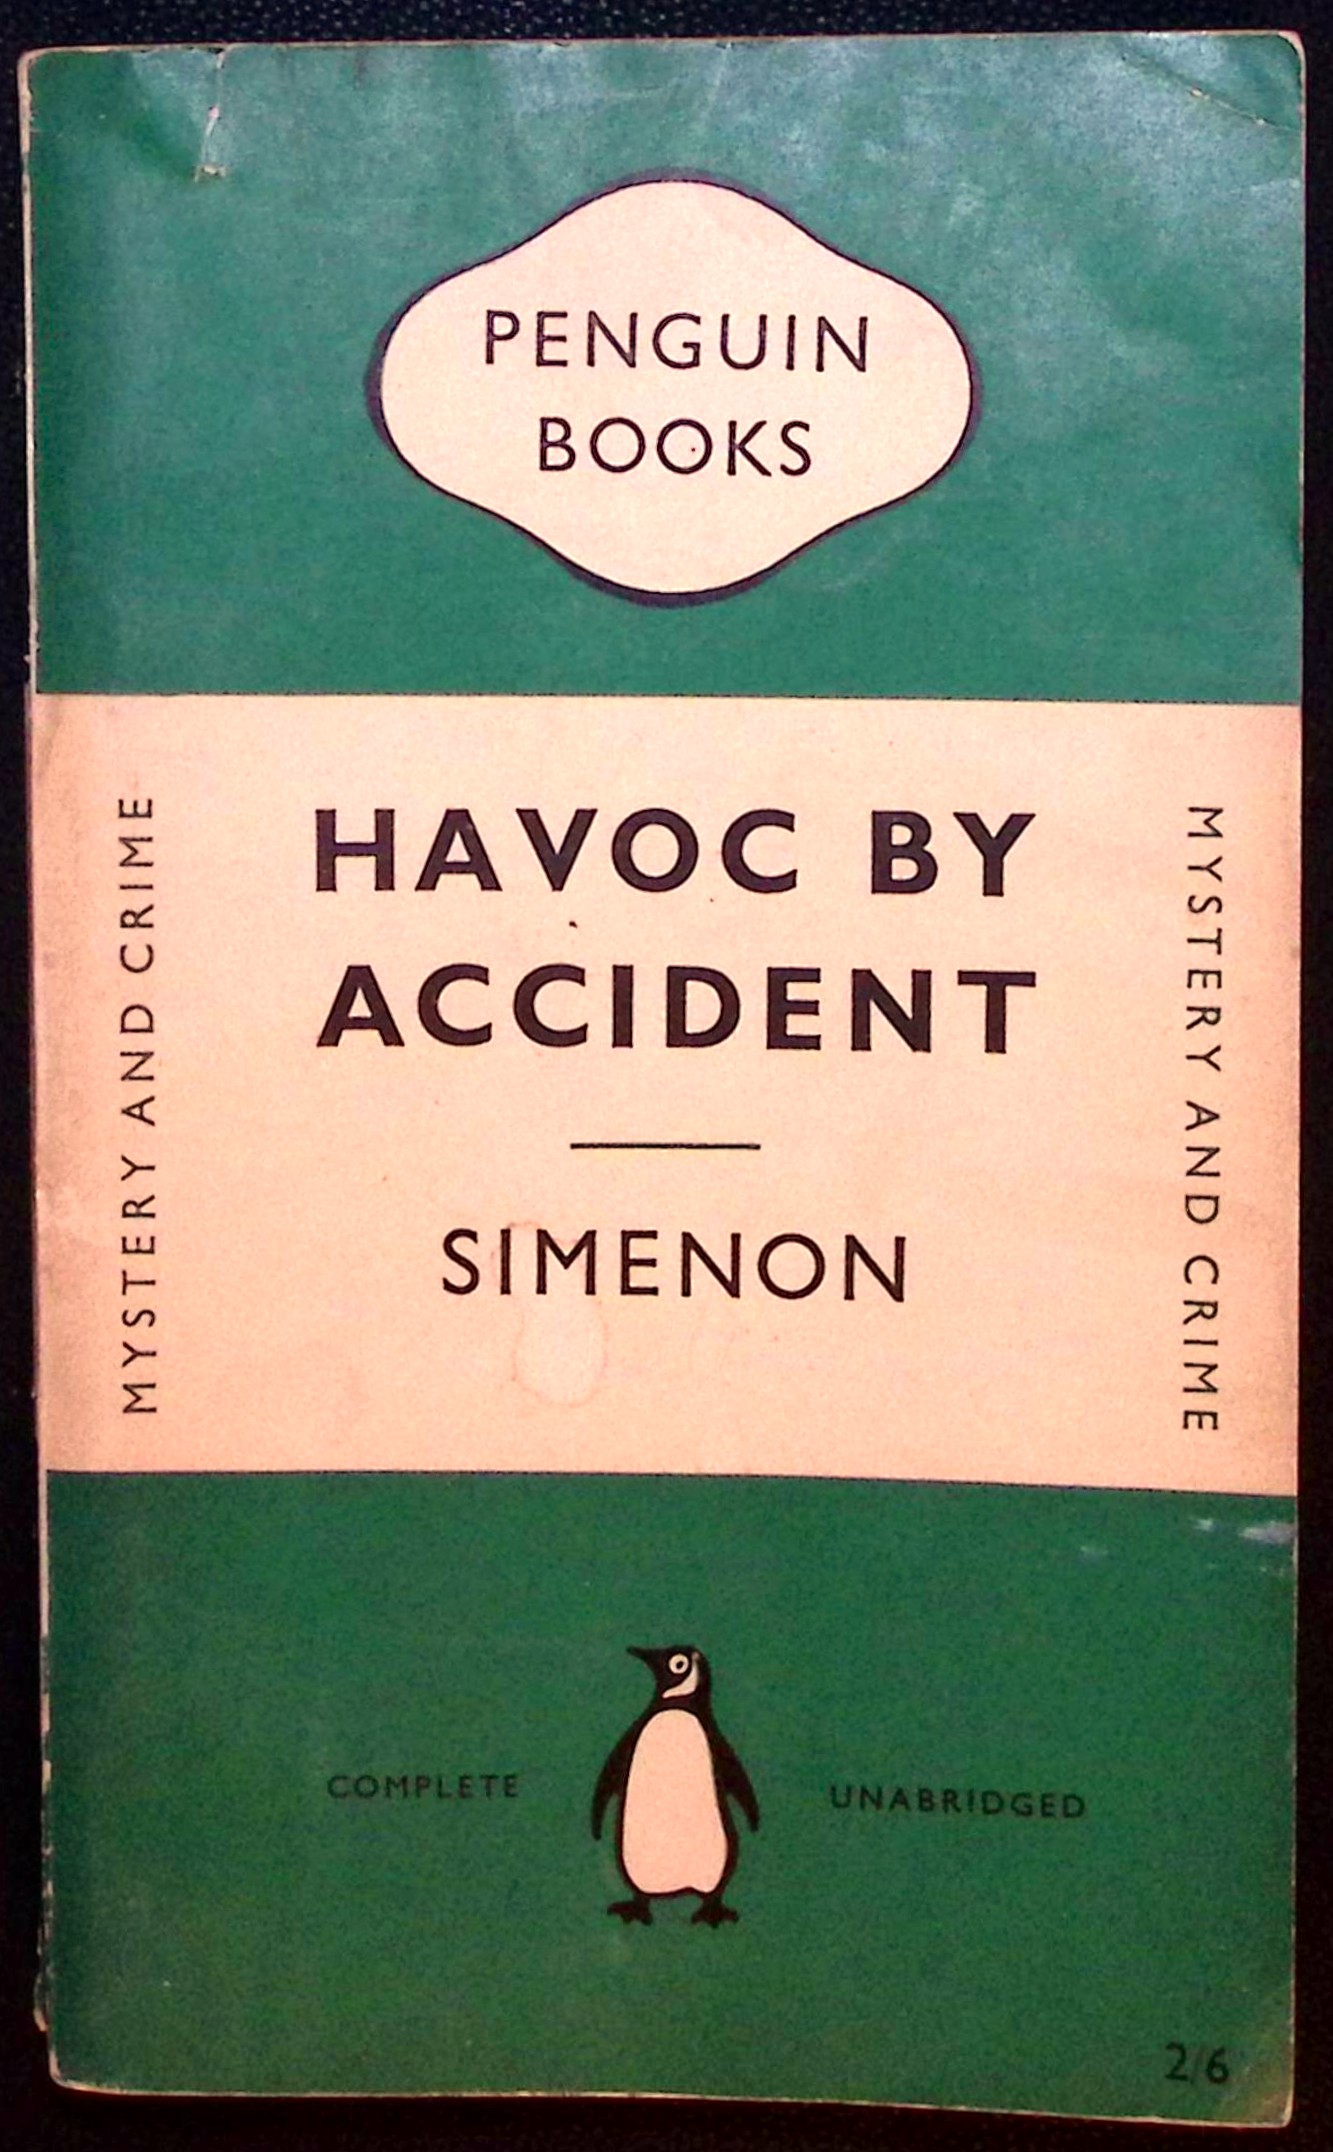 PENGUIN
BOOKS
MYSTERY AND CRIME
HAVOC BY
ACCIDENT
SIMENON
MYSTERY AND CRIME
COMPLETE
UNABRIDGED
2/6